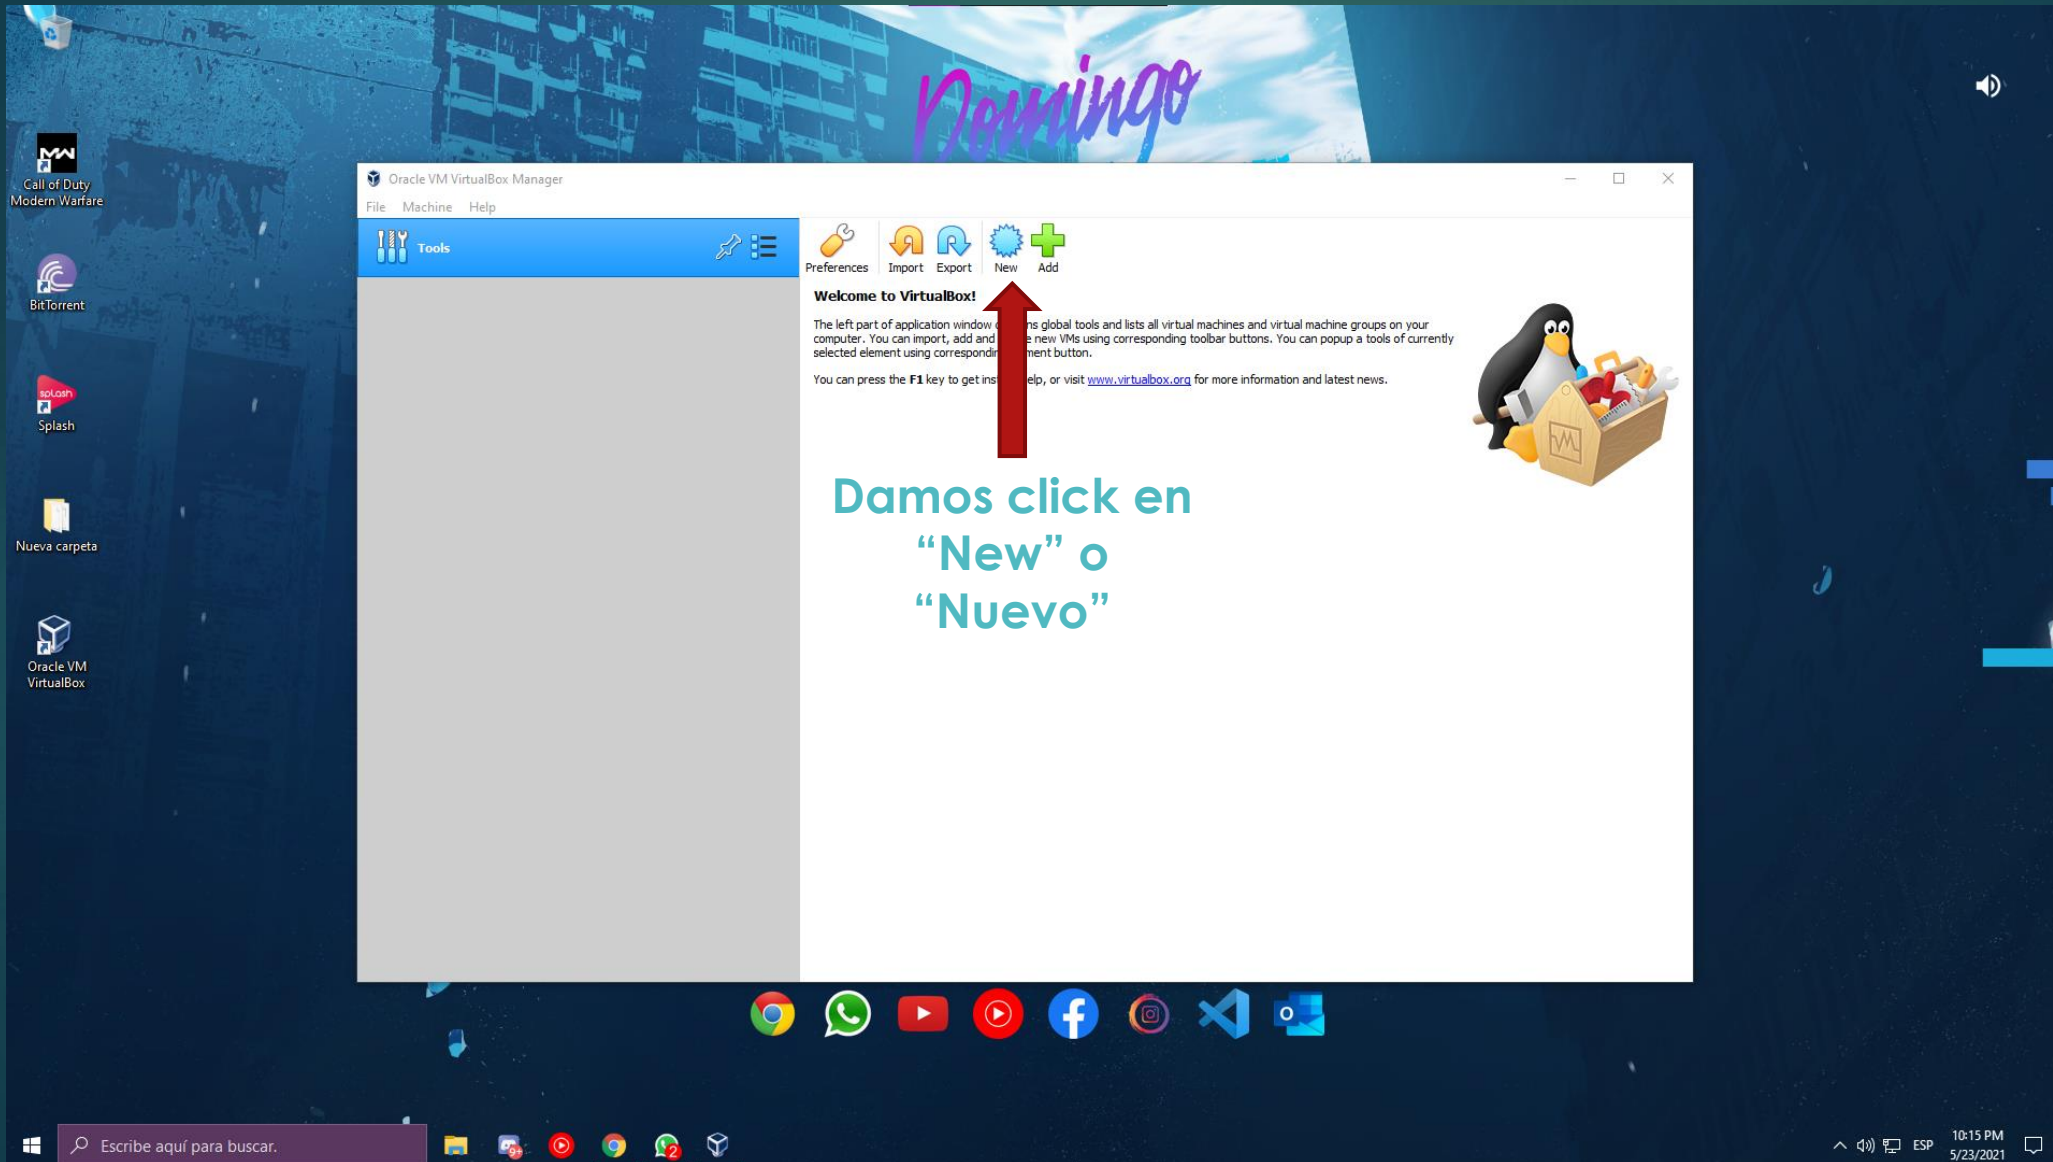 Domingo
Call of Duty
Modern Warfare
BitTorrent
splash
Splash
Nueva carpeta
Oracle VM
VirtualBox
Oracle VM VirtualBox Manager
File Machine Help
Tools
Preferences Import Export New Add
Welcome to VirtualBox!
The left part of application window ns global tools and lists all virtual machines and virtual machine groups on your
computer. You can import, add and e new VMs using corresponding toolbar buttons. You can popup a tools of currently
selected element using correspondin ment button.
You can press the F1 key to get ins elp, or visit www.virtualbox.org for more information and latest news.
Damos click en
“New” o
“Nuevo”
Escribe aquí para buscar.
9+
2
ESP
10:15 PM
5/23/2021